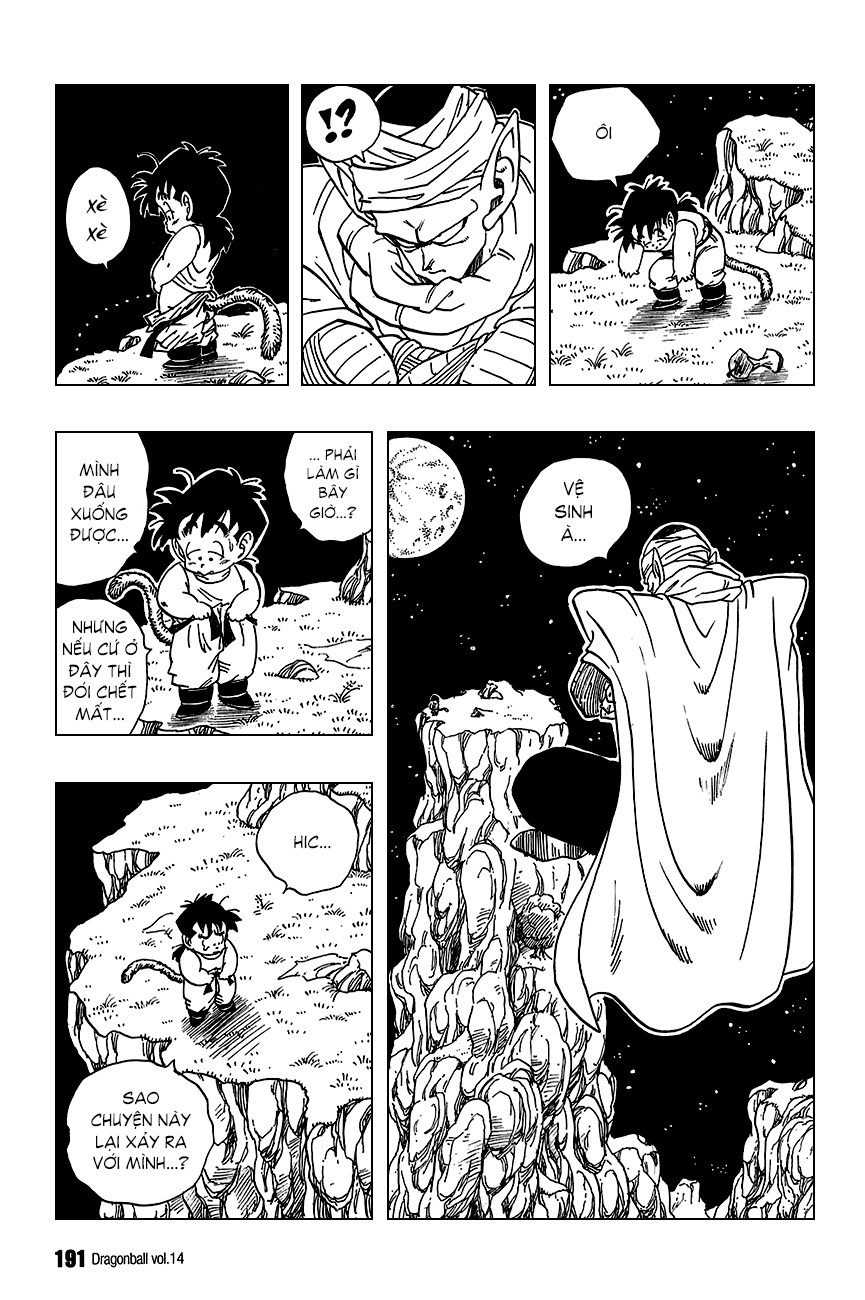 ÔI
!?
XÈ
XÈ
VỆ
SINH
À...
... PHẢI
LÀM GÌ
BÂY
GIỜ...?
MÌNH
ĐÂU
XUỐNG
ĐƯỢC...
NHƯNG
NẾU CỨ Ở
ĐÂY THÌ
ĐÓI CHẾT
MẤT...
HIC...
SAO
CHUYỆN NÀY
LẠI XẢY RA
VỚI MÌNH...?
191 Dragonball vol.14